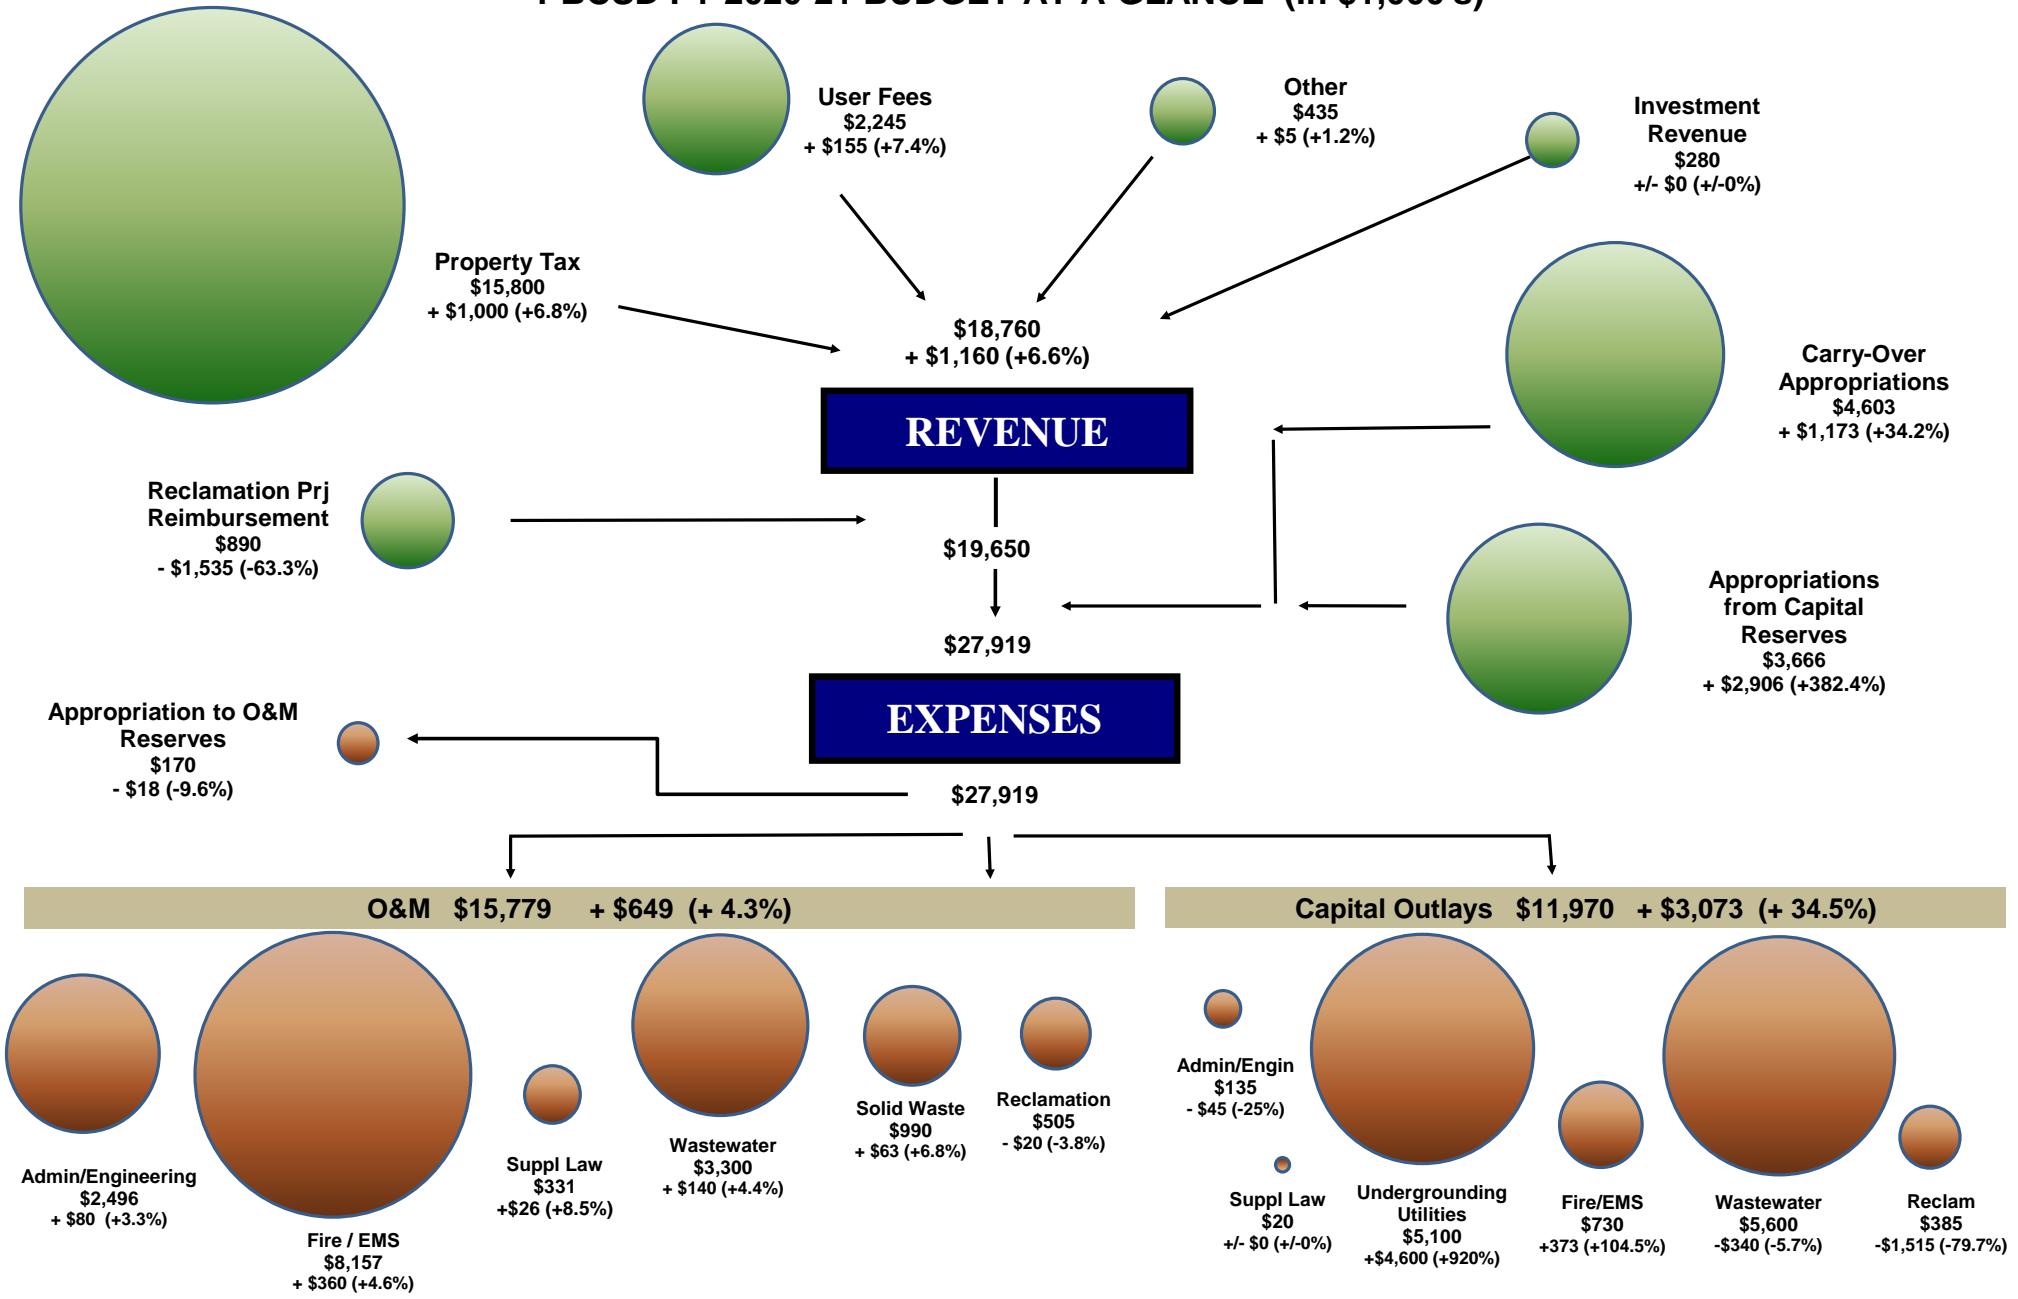 (in $1,000's)
User Fees
$2,245
+ $155 (+7.4%)
Other
$435
+ $5 (+1.2%)
Investment
Revenue
$280
+/- $0 (+/-0%)
Property Tax
$15,800
+ $1,000 (+6.8%)
$18,760
+ $1,160 (+6.6%)
REVENUE
Carry-Over
Appropriations
$4,603
+ $1,173 (+34.2%)
Reclamation Prj
Reimbursement
$890
- $1,535 (-63.3%)
$19,650
$27,919
Appropriations
from Capital
Reserves
$3,666
+ $2,906 (+382.4%)
EXPENSES
Appropriation to O&M
Reserves
$170
- $18 (-9.6%)
$27,919
O&M $15,779 + $649 (+ 4.3%)
Capital Outlays $11,970 + $3,073 (+ 34.5%)
Admin/Engineering
$2,496
+ $80 (+3.3%)
Fire / EMS
$8,157
+ $360 (+4.6%)
Suppl Law
$331
+$26 (+8.5%)
Wastewater
$3,300
+ $140 (+4.4%)
Solid Waste
$990
+ $63 (+6.8%)
Reclamation
$505
- $20 (-3.8%)
Admin/Engin
$135
- $45 (-25%)
Suppl Law
$20
+/- $0 (+/-0%)
Undergrounding
Utilities
$5,100
+$4,600 (+920%)
Fire/EMS
$730
+373 (+104.5%)
Wastewater
$5,600
-$340 (-5.7%)
Reclam
$385
-$1,515 (-79.7%)